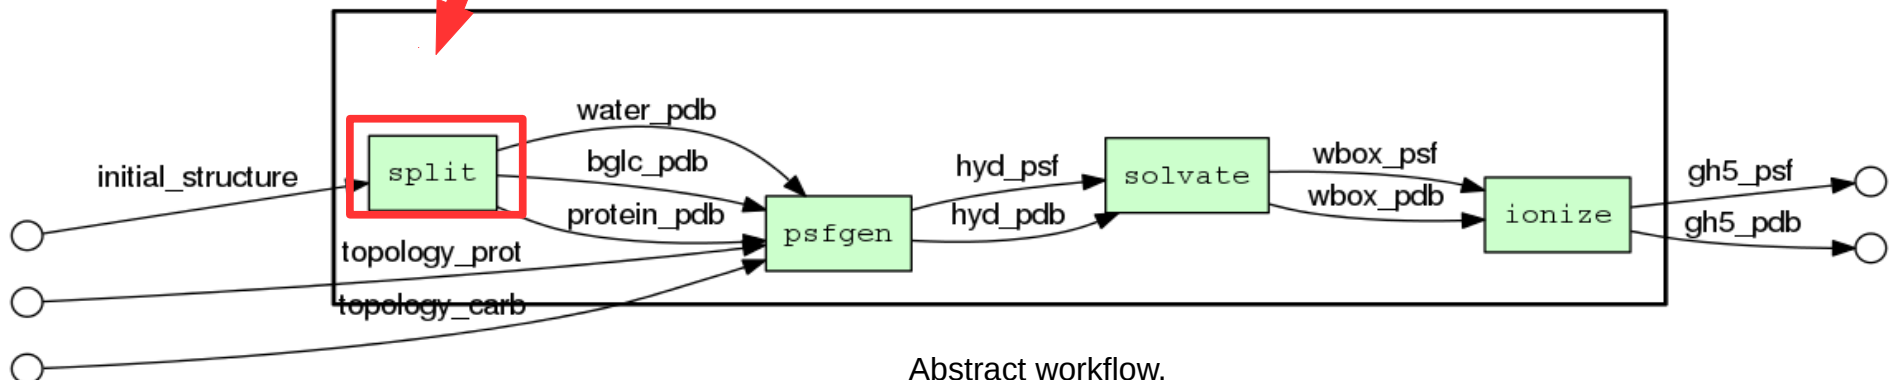 water_pdb
initial_structure
split
bglc_pdb
protein_pdb
topology_prot
topology_carb
psfgen
hyd_psf
hyd_pdb
solvate
wbox_psf
wbox_pdb
ionize
gh5_psf
gh5_pdb
Abstract workflow.